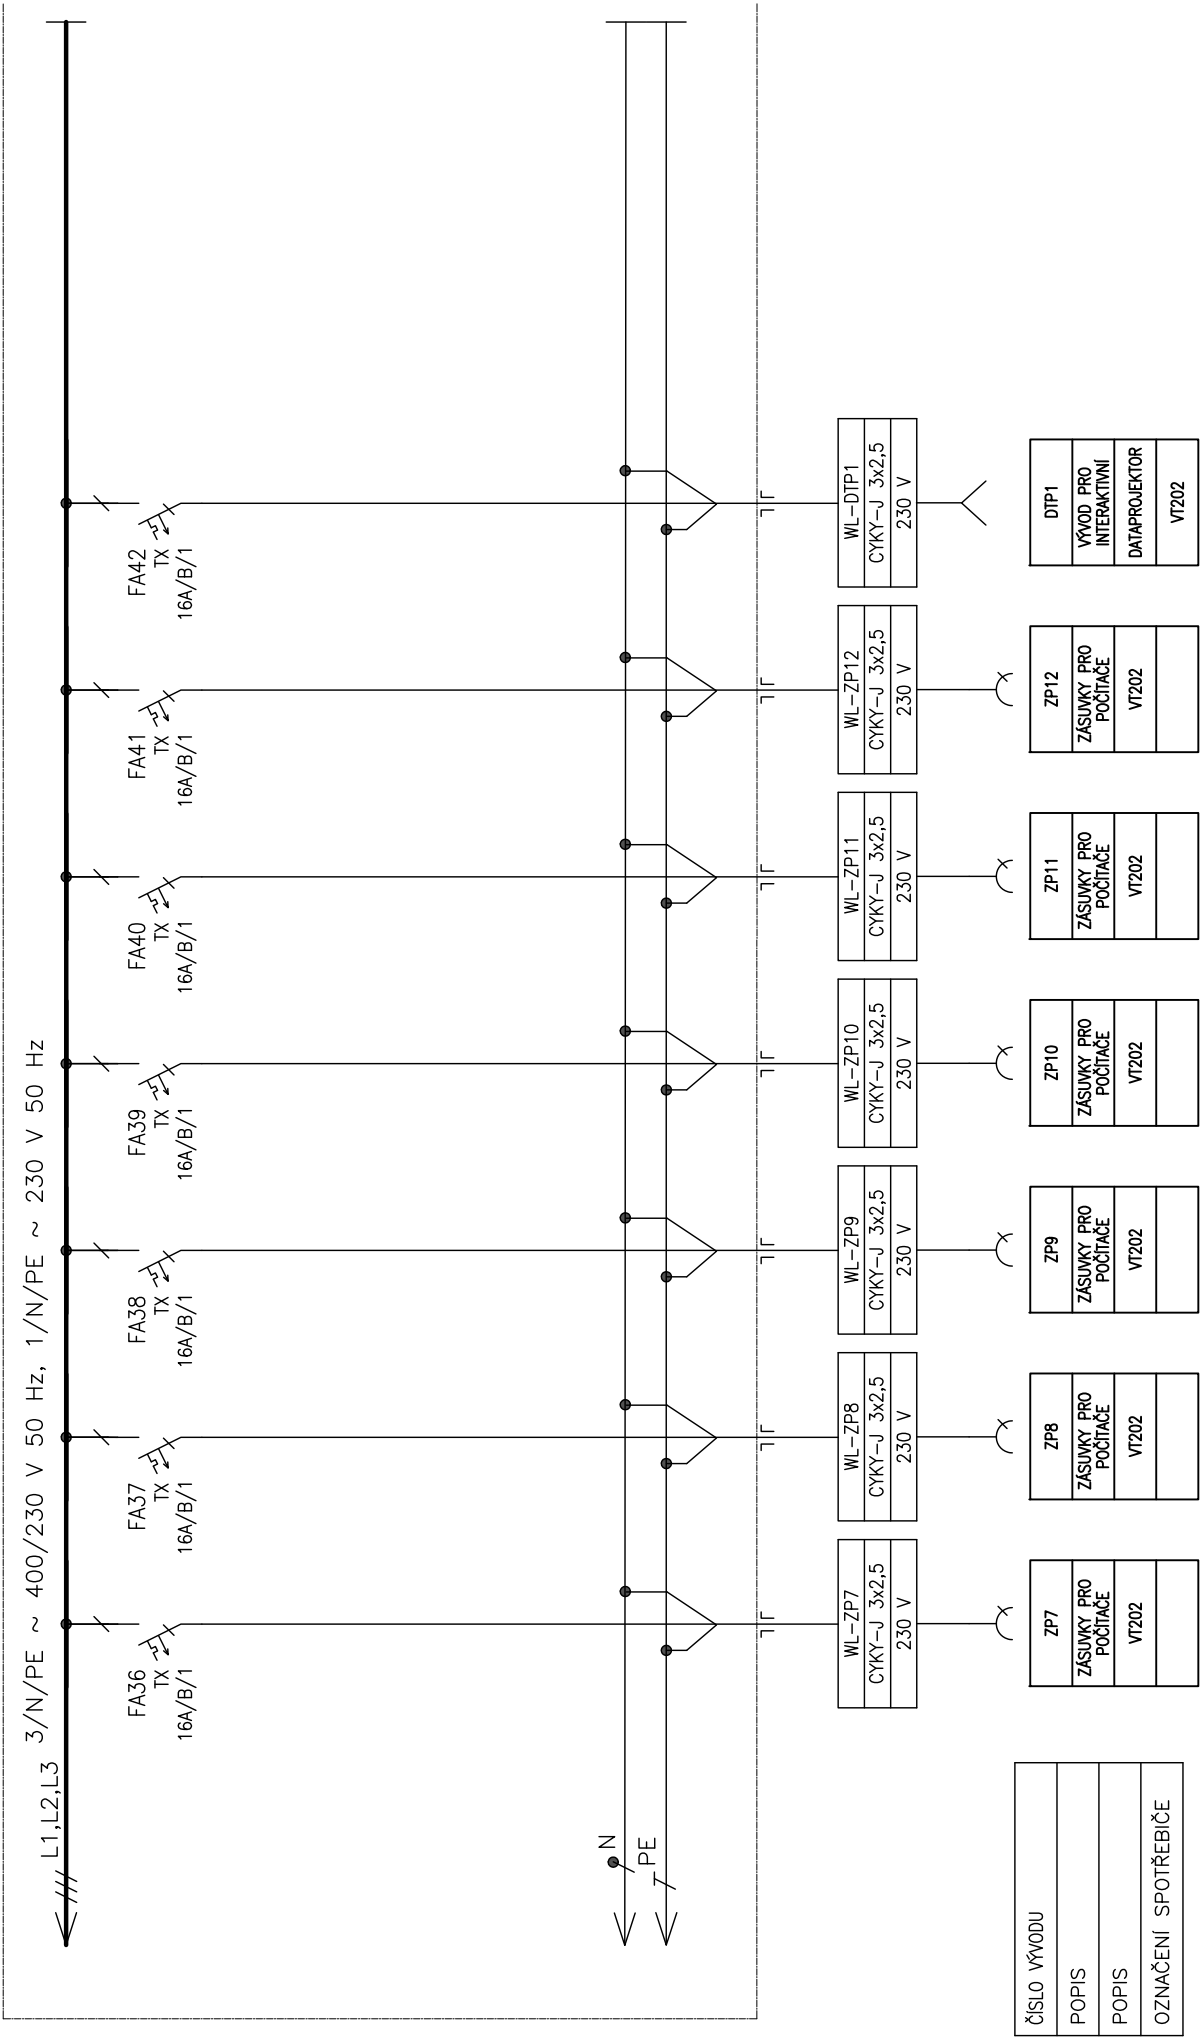 L1,L2,L3 3/N/PE ~ 400/230 V 50 Hz, 1/N/PE ~ 230 V 50 Hz
FA36
TX
16A/B/1
FA37
TX
16A/B/1
FA38
TX
16A/B/1
FA39
TX
16A/B/1
FA40
TX
16A/B/1
FA41
TX
16A/B/1
FA42
TX
16A/B/1
N
PE
WL-ZP7
CYKY-J 3x2,5
230 V
WL-ZP8
CYKY-J 3x2,5
230 V
WL-ZP9
CYKY-J 3x2,5
230 V
WL-ZP10
CYKY-J 3x2,5
230 V
WL-ZP11
CYKY-J 3x2,5
230 V
WL-ZP12
CYKY-J 3x2,5
230 V
WL-DTP1
CYKY-J 3x2,5
230 V
ČÍSLO VÝVODU
POPIS
POPIS
OZNAČENÍ SPOTŘEBIČE
ZP7
ZÁSUVKY PRO
POČÍTAČE
VT202
ZP8
ZÁSUVKY PRO
POČÍTAČE
VT202
ZP9
ZÁSUVKY PRO
POČÍTAČE
VT202
ZP10
ZÁSUVKY PRO
POČÍTAČE
VT202
ZP11
ZÁSUVKY PRO
POČÍTAČE
VT202
ZP12
ZÁSUVKY PRO
POČÍTAČE
VT202
DTP1
VÝVOD PRO
INTERAKTIVNÍ
DATAPROJEKTOR
VT202